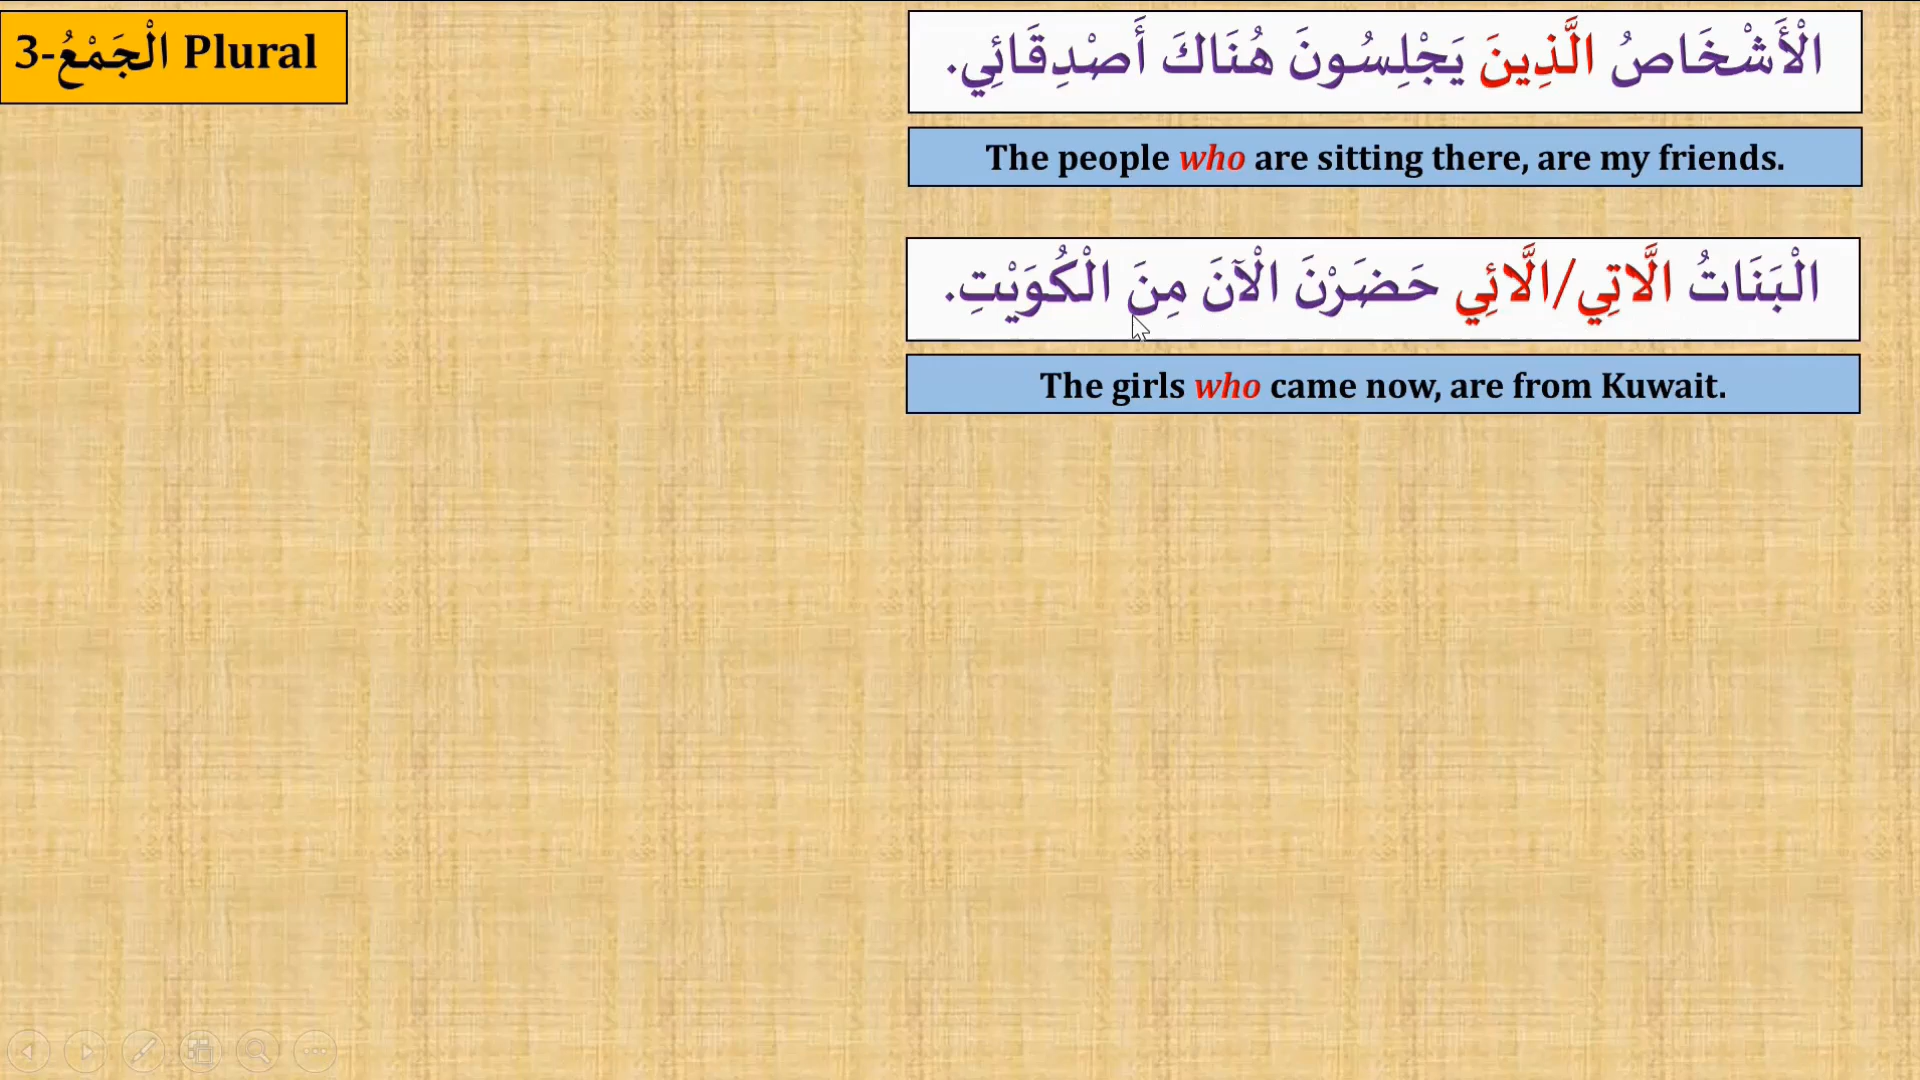 3-الْجَمْعُ Plural
الْأَشْخَاصُ الَّذِينَ يَجْلِسُونَ هُنَاكَ أَصْدِقَائِي.
The people who are sitting there, are my friends.
الْبَنَاتُ الَّاتِي/الَّائِي حَضَرْنَ الْآنَ مِنَ الْكُوَيْتِ.
The girls who came now, are from Kuwait.